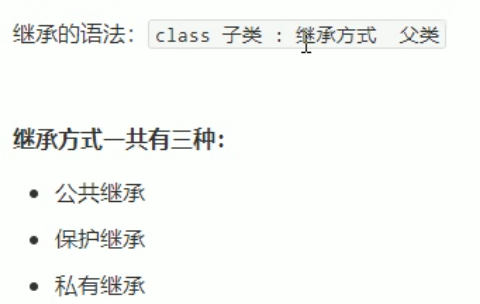 继承的语法：class 子类 : 继承方式  父类
继承方式一共有三种：
公共继承
保护继承
私有继承